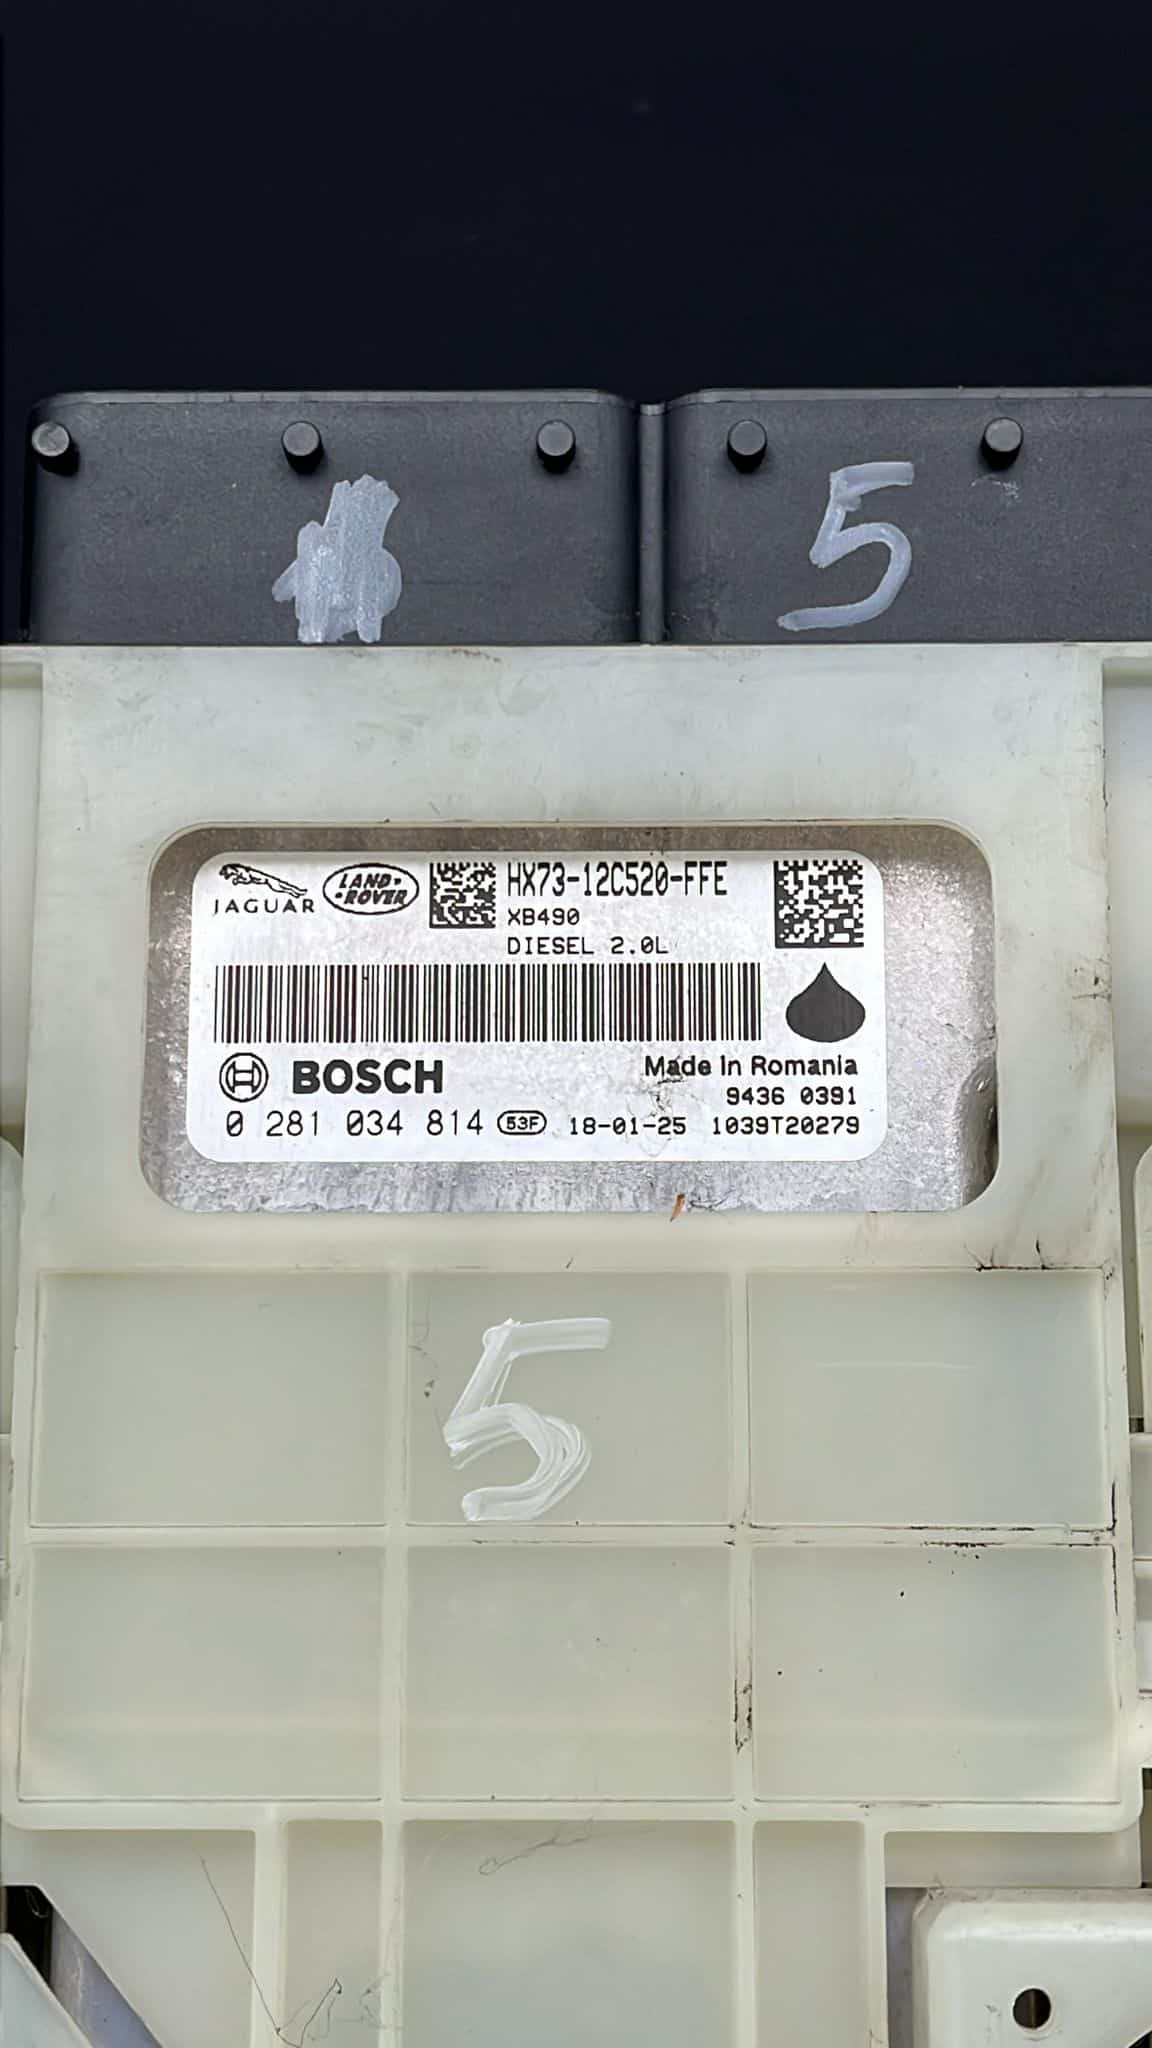 5
JAGUAR
LAND-
-ROVER
HX73-12C520-FFE
XB490
DIESEL 2.0L
BOSCH
Made in Romania
9436 0391
0 281 034 814 53F 18-01-25 1039T20279
5